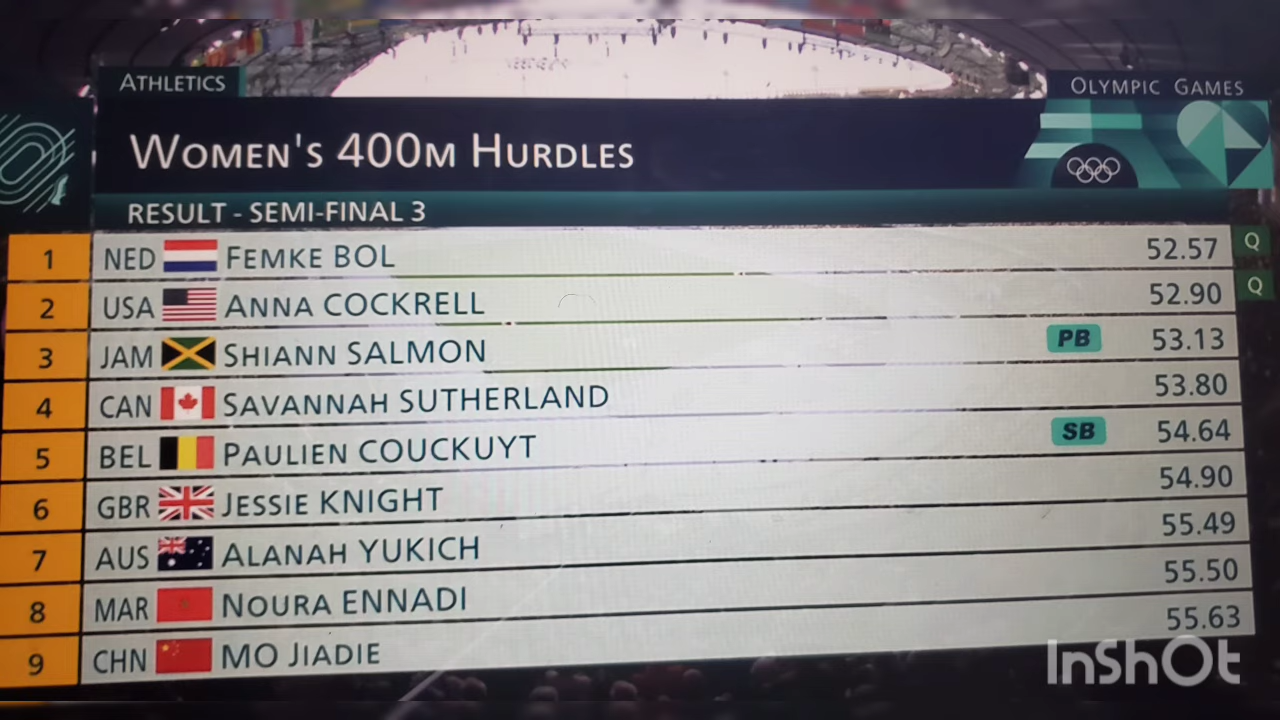 ATHLETICS
OLYMPIC GAMES
WOMEN'S 400M HURDLES
RESULT - SEMI-FINAL 3
1 NED FEMKE BOL 52.57 Q
2 USA ANNA COCKRELL 52.90 Q
3 JAM SHIANN SALMON PB 53.13
4 CAN SAVANNAH SUTHERLAND 53.80
5 BEL PAULIEN COUCKUYT SB 54.64
6 GBR JESSIE KNIGHT 54.90
7 AUS ALANAH YUKICH 55.49
8 MAR NOURA ENNADI 55.50
9 CHN MO JIADIE 55.63
InShOt